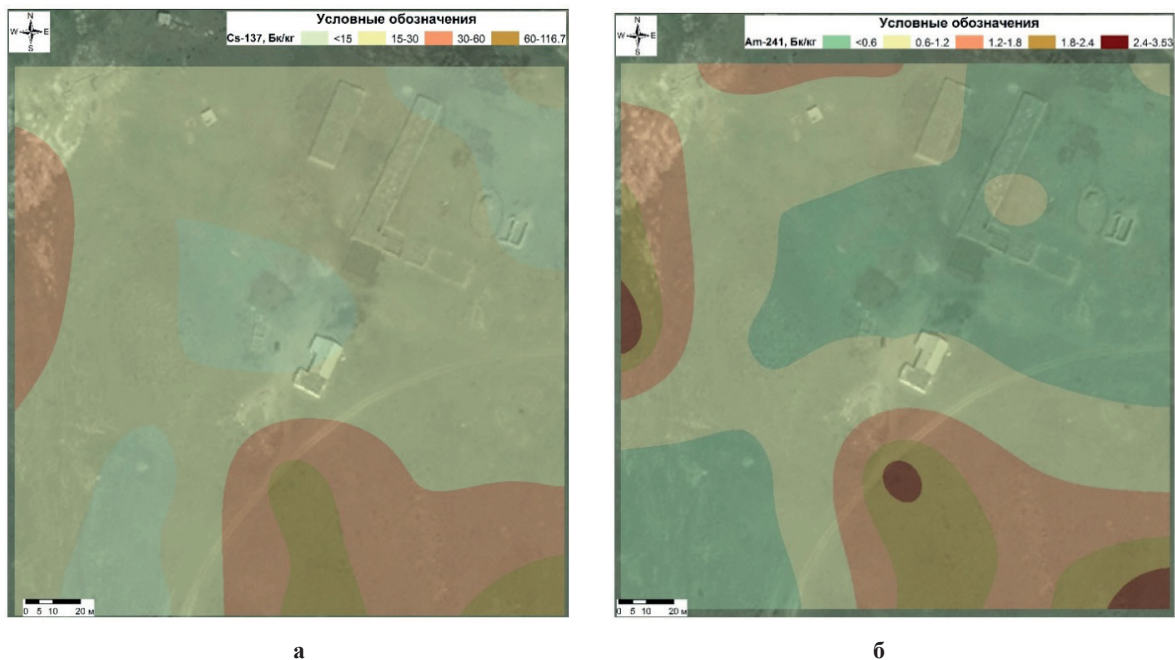 N
W E
S
Условные обозначения
Cs-137, Бк/кг <15 15-30 30-60 60-116.7
0 5 10 20 м
а
N
W E
S
Условные обозначения
Am-241, Бк/кг <0.6 0.6-1.2 1.2-1.8 1.8-2.4 2.4-3.53
0 5 10 20 м
б